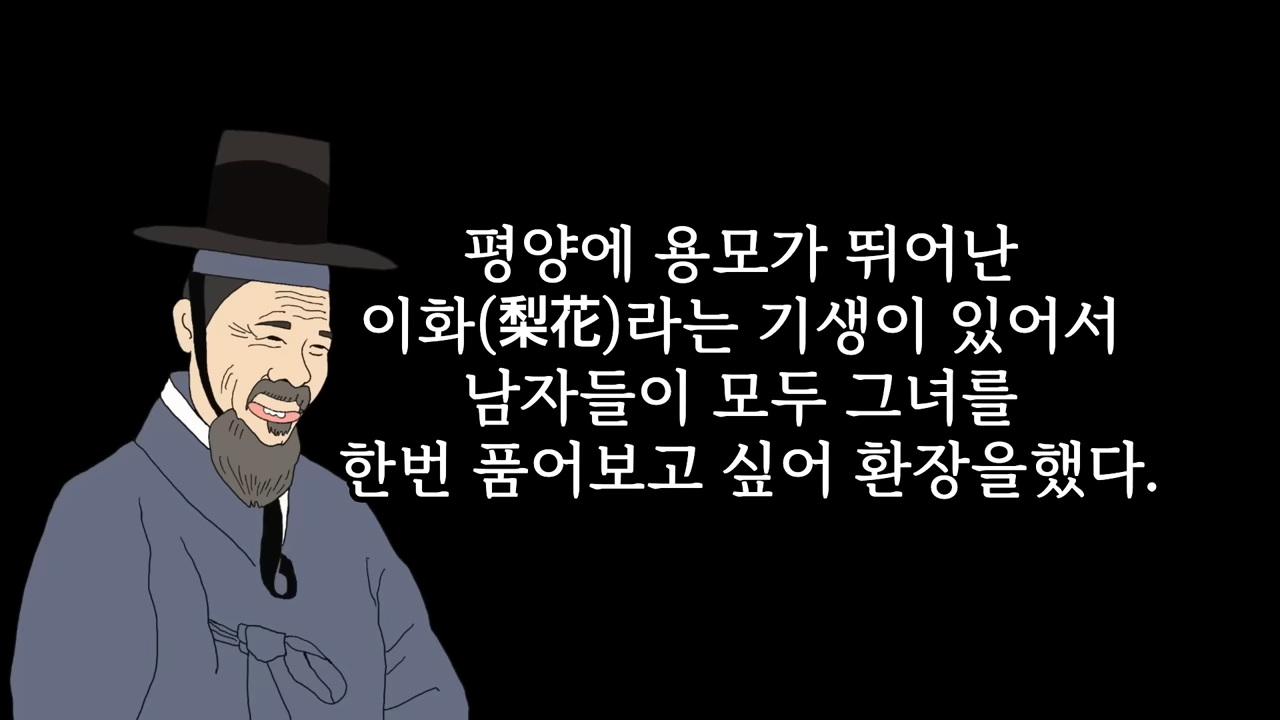 평양에 용모가 뛰어난
이화(梨花)라는 기생이 있어서
남자들이 모두 그녀를
한번 품어보고 싶어 환장을했다.